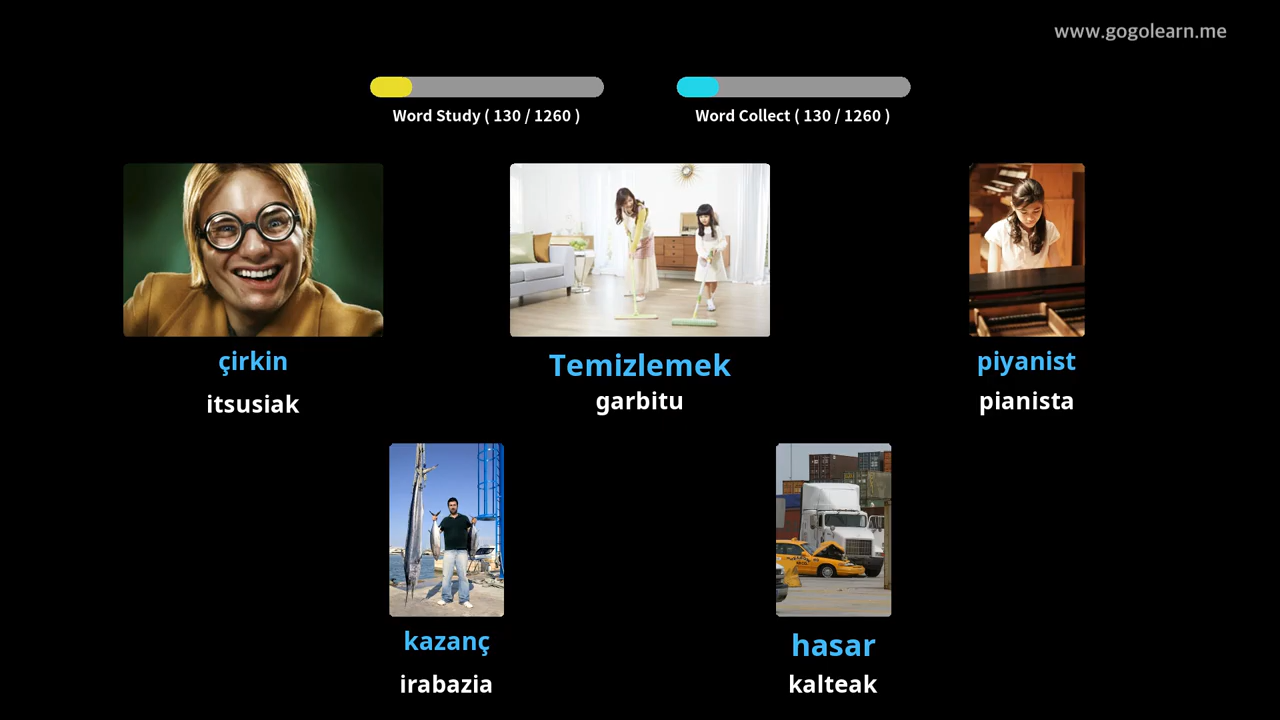 www.gogolearn.me
Word Study ( 130 / 1260 )
Word Collect ( 130 / 1260 )
çirkin
itsusiak
Temizlemek
garbitu
piyanist
pianista
kazanç
irabazia
hasar
kalteak